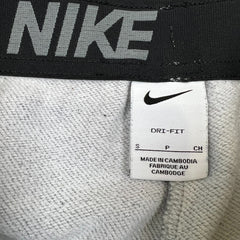 NIKE
DRI-FIT
S P CH
MADE IN CAMBODIA
FABRIQUÉ AU
CAMBODGE